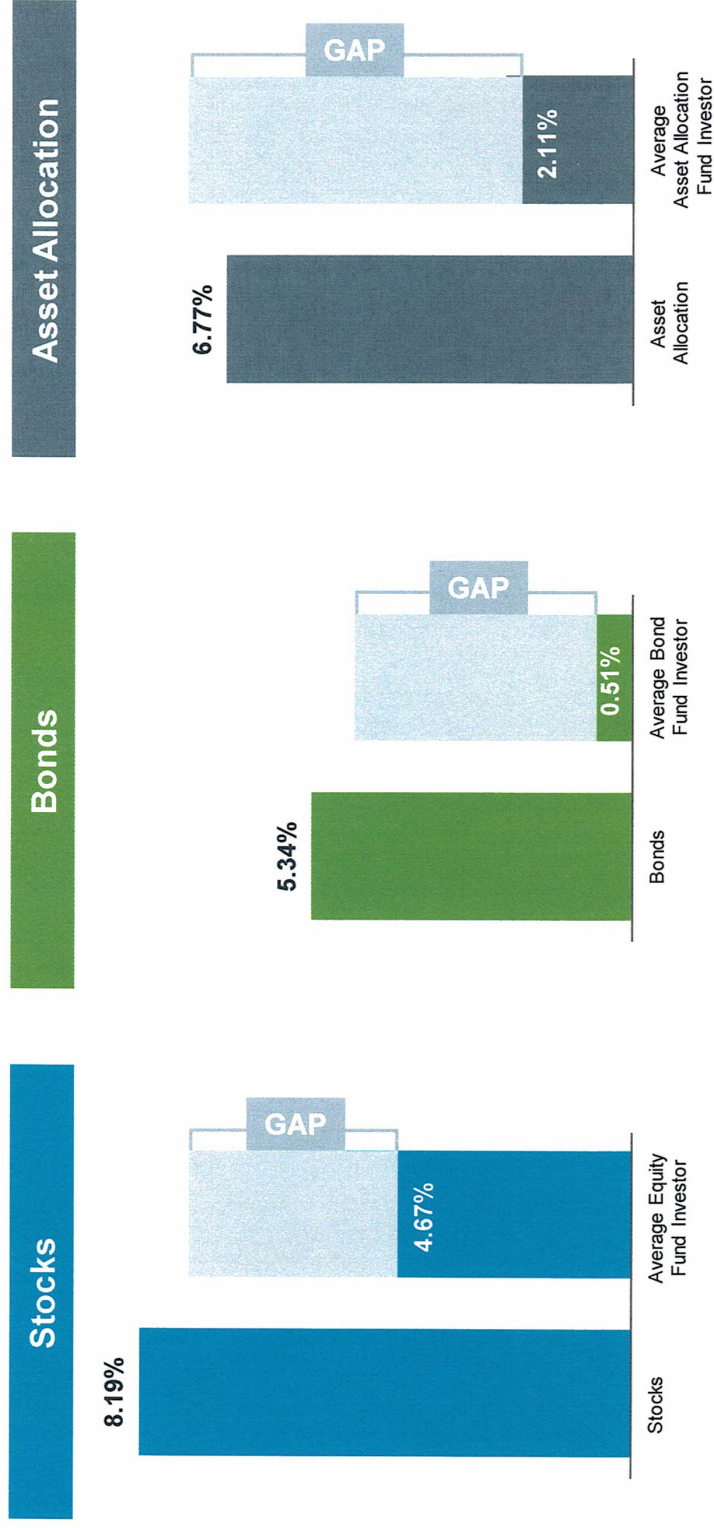 Stocks
8.19%
GAP
4.67%
Stocks
Average Equity
Fund Investor
Bonds
5.34%
GAP
0.51%
Bonds
Average Bond
Fund Investor
Asset Allocation
6.77%
GAP
2.11%
Asset
Allocation
Average
Asset Allocation
Fund Investor